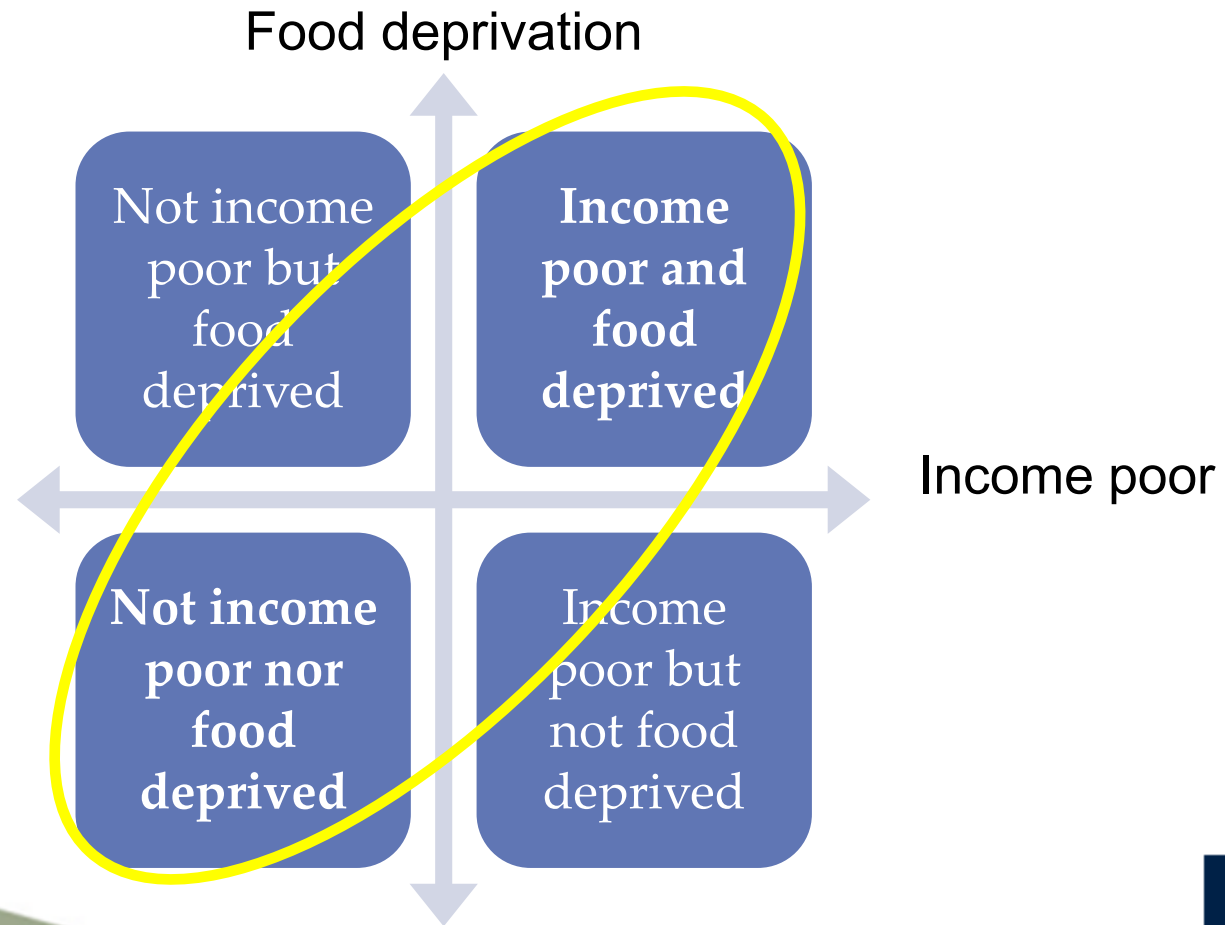 Food deprivation
Not income
poor but
food
deprived
Income
poor and
food
deprived
Income poor
Not income
poor nor
food
deprived
Income
poor but
not food
deprived